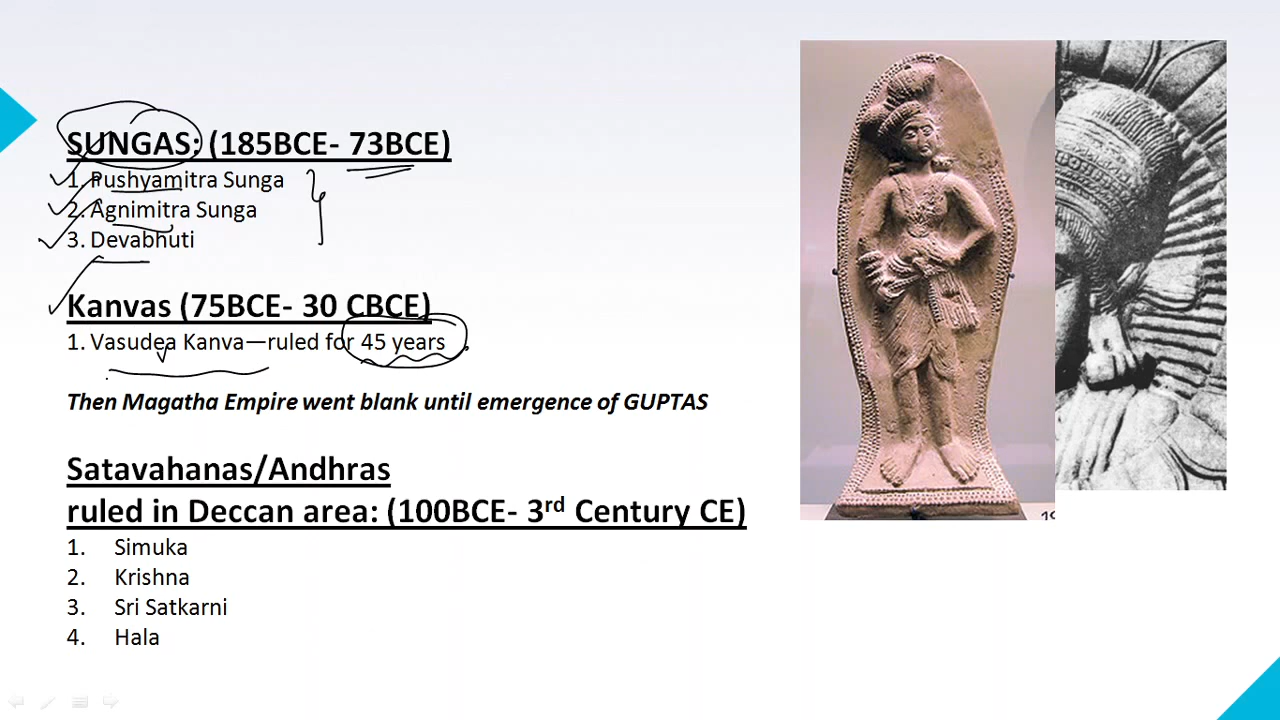 SUNGAS: (185BCE- 73BCE)
1. Pushyamitra Sunga
2. Agnimitra Sunga
3. Devabhuti
Kanvas (75BCE- 30 CBCE)
1. Vasudea Kanva—ruled for 45 years
Then Magatha Empire went blank until emergence of GUPTAS
Satavahanas/Andhras
ruled in Deccan area: (100BCE- 3rd Century CE)
1. Simuka
2. Krishna
3. Sri Satkarni
4. Hala